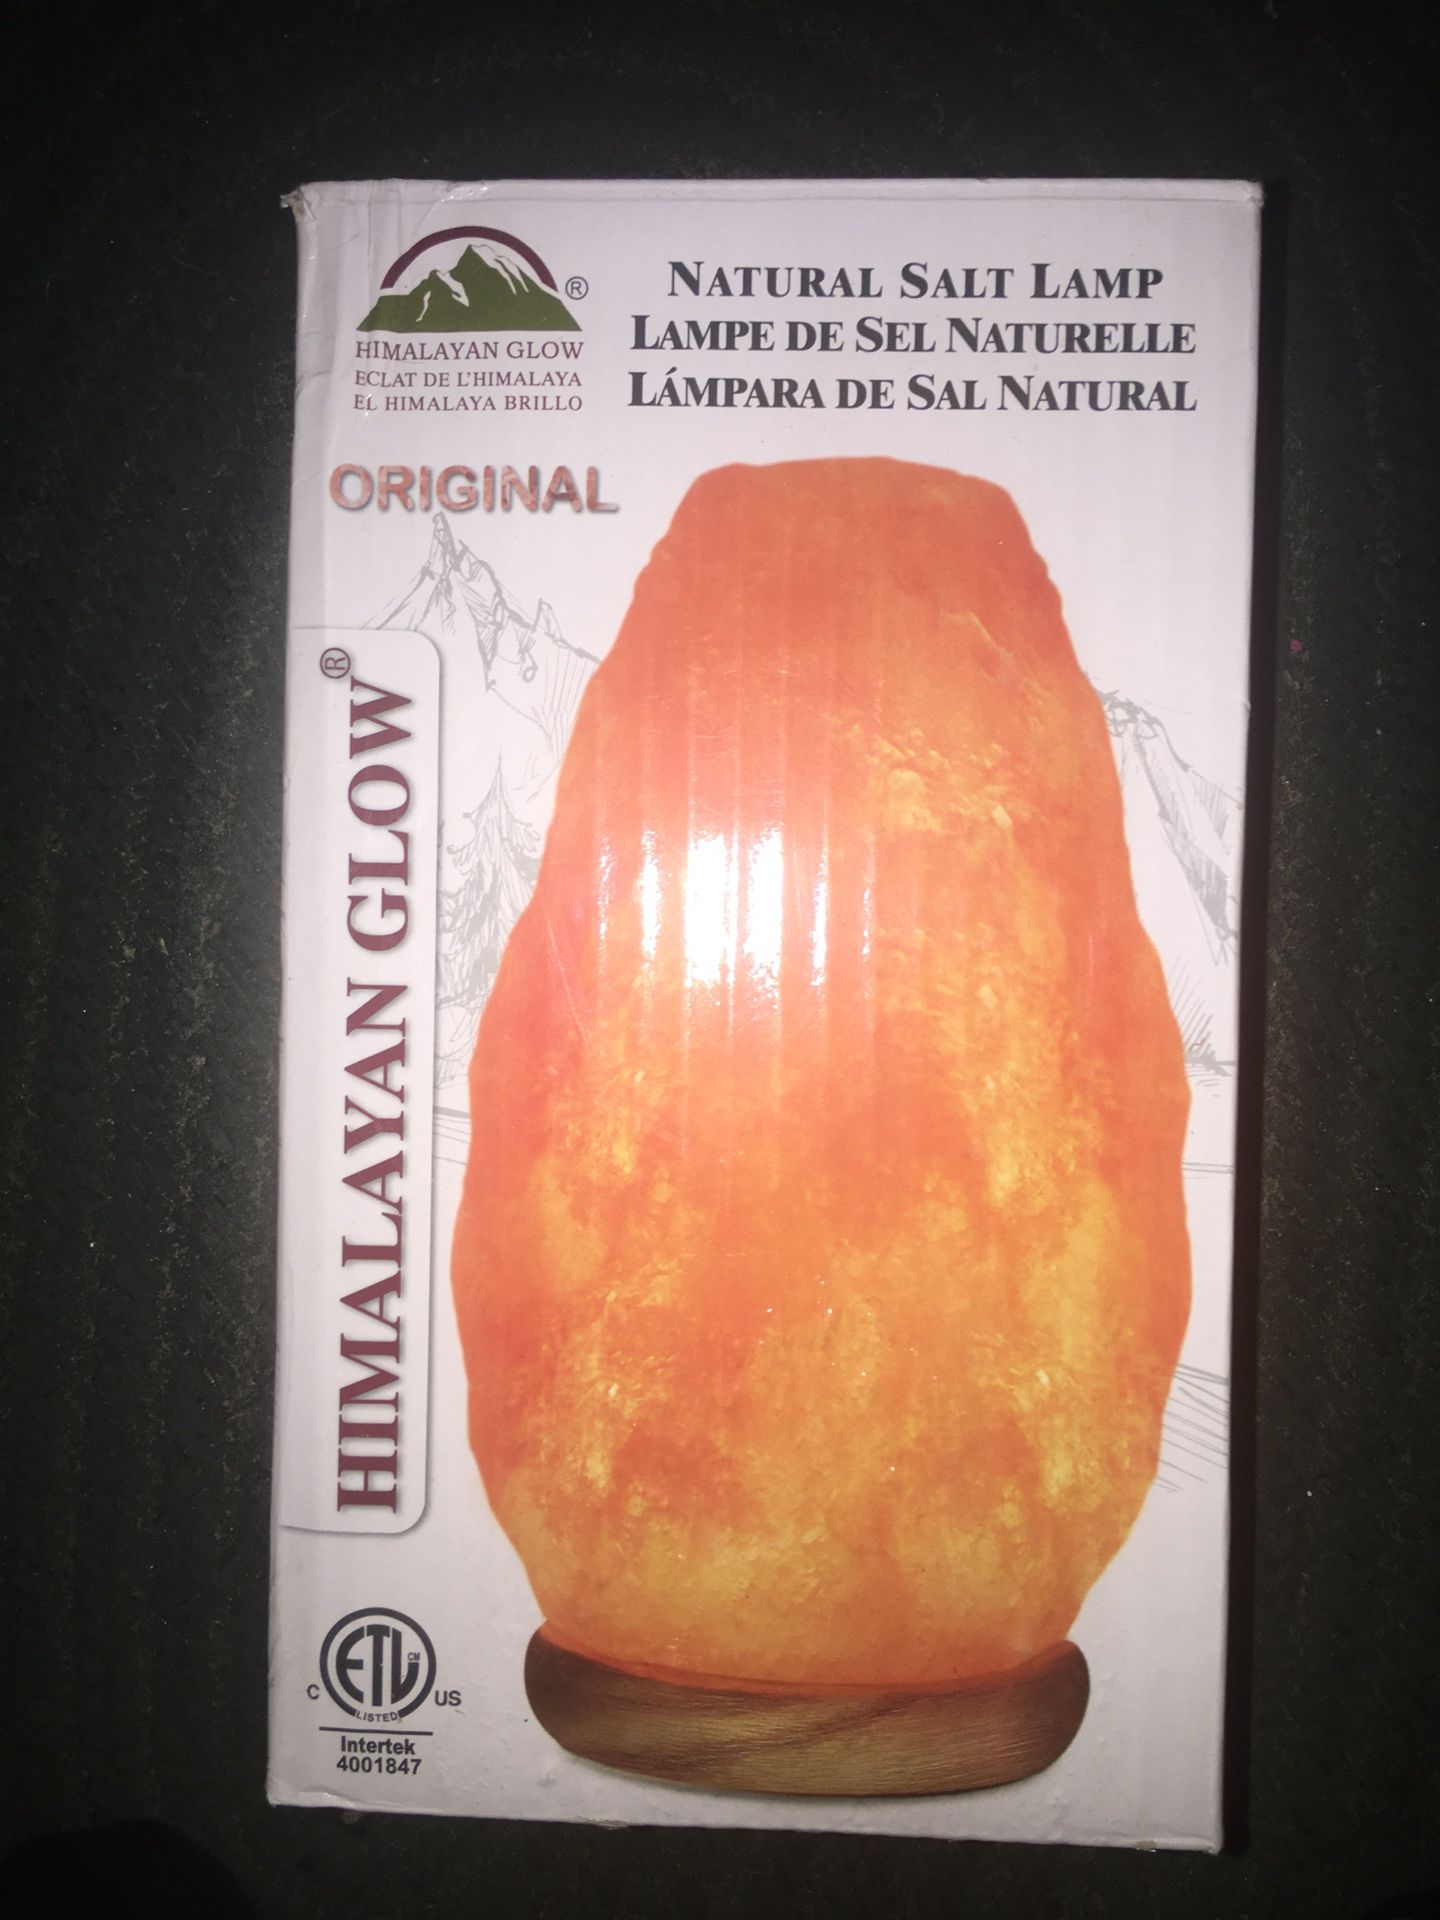 ®
HIMALAYAN GLOW
ECLAT DE L'HIMALAYA
EL HIMALAYA BRILLO
NATURAL SALT LAMP
LAMPE DE SEL NATURELLE
LÁMPARA DE SAL NATURAL
ORIGINAL
HIMALAYAN GLOW®
ETL CM
C US
LISTED
Intertek
4001847